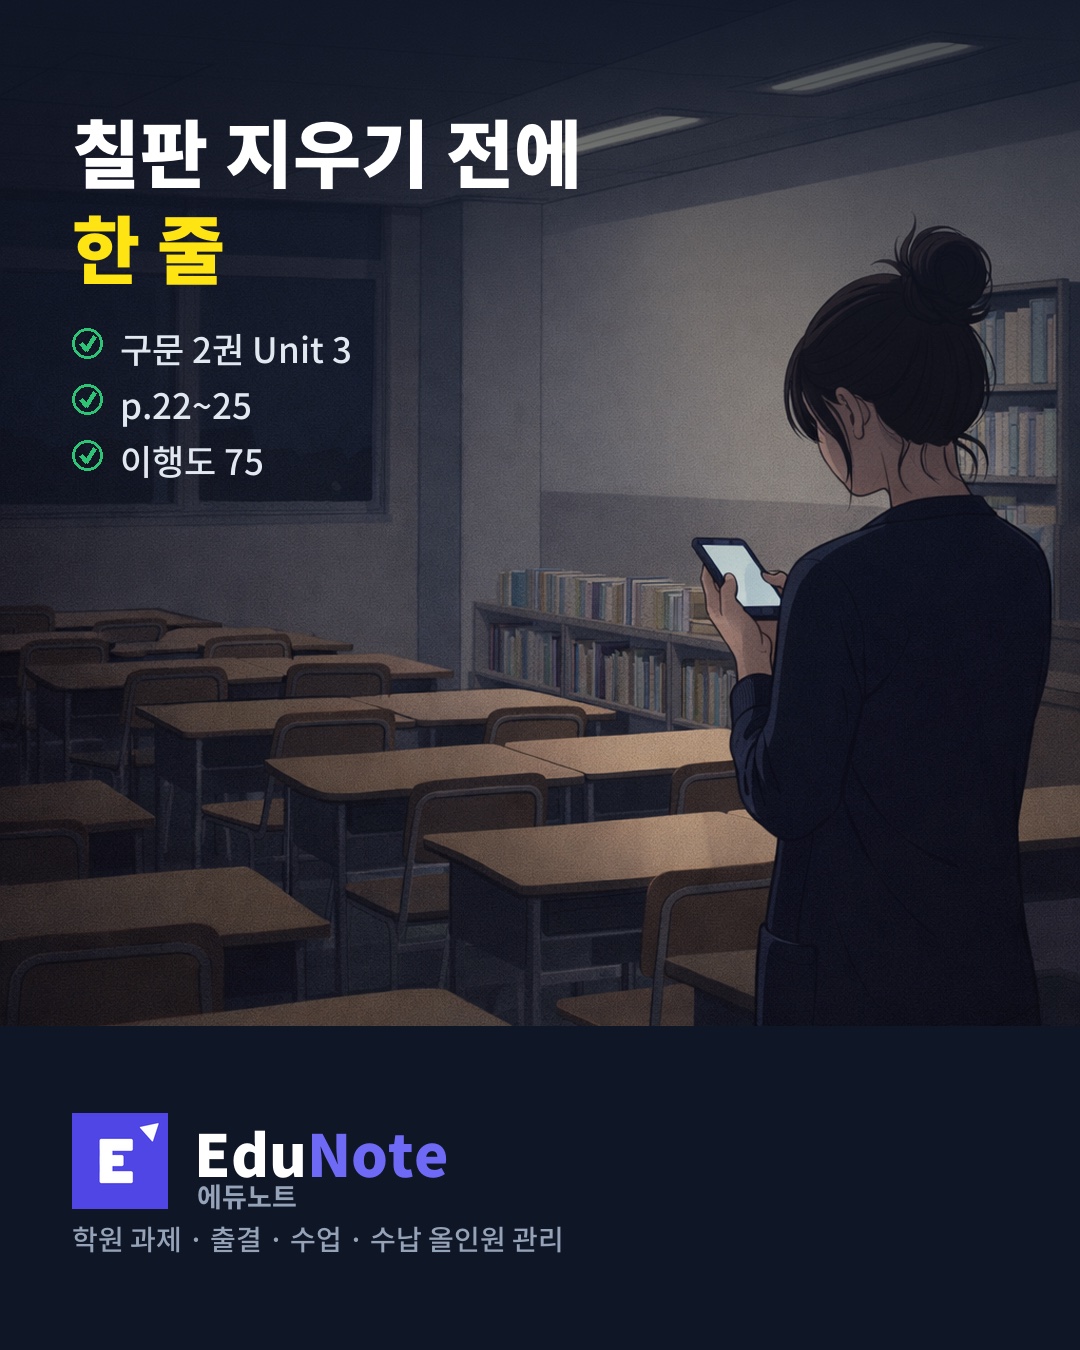 칠판 지우기 전에
한 줄
구문 2권 Unit 3
p.22~25
이행도 75
E
EduNote
에듀노트
학원 과제 · 출결 · 수업 · 수납 올인원 관리